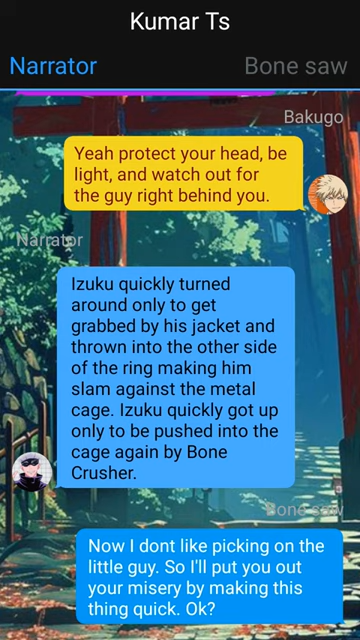 Kumar Ts
Narrator
Bone saw
Bakugo
Yeah protect your head, be
light, and watch out for
the guy right behind you.
Narrator
Izuku quickly turned
around only to get
grabbed by his jacket and
thrown into the other side
of the ring making him
slam against the metal
cage. Izuku quickly got up
only to be pushed into the
cage again by Bone
Crusher.
Bone saw
Now I dont like picking on the
little guy. So I'll put you out
your misery by making this
thing quick. Ok?